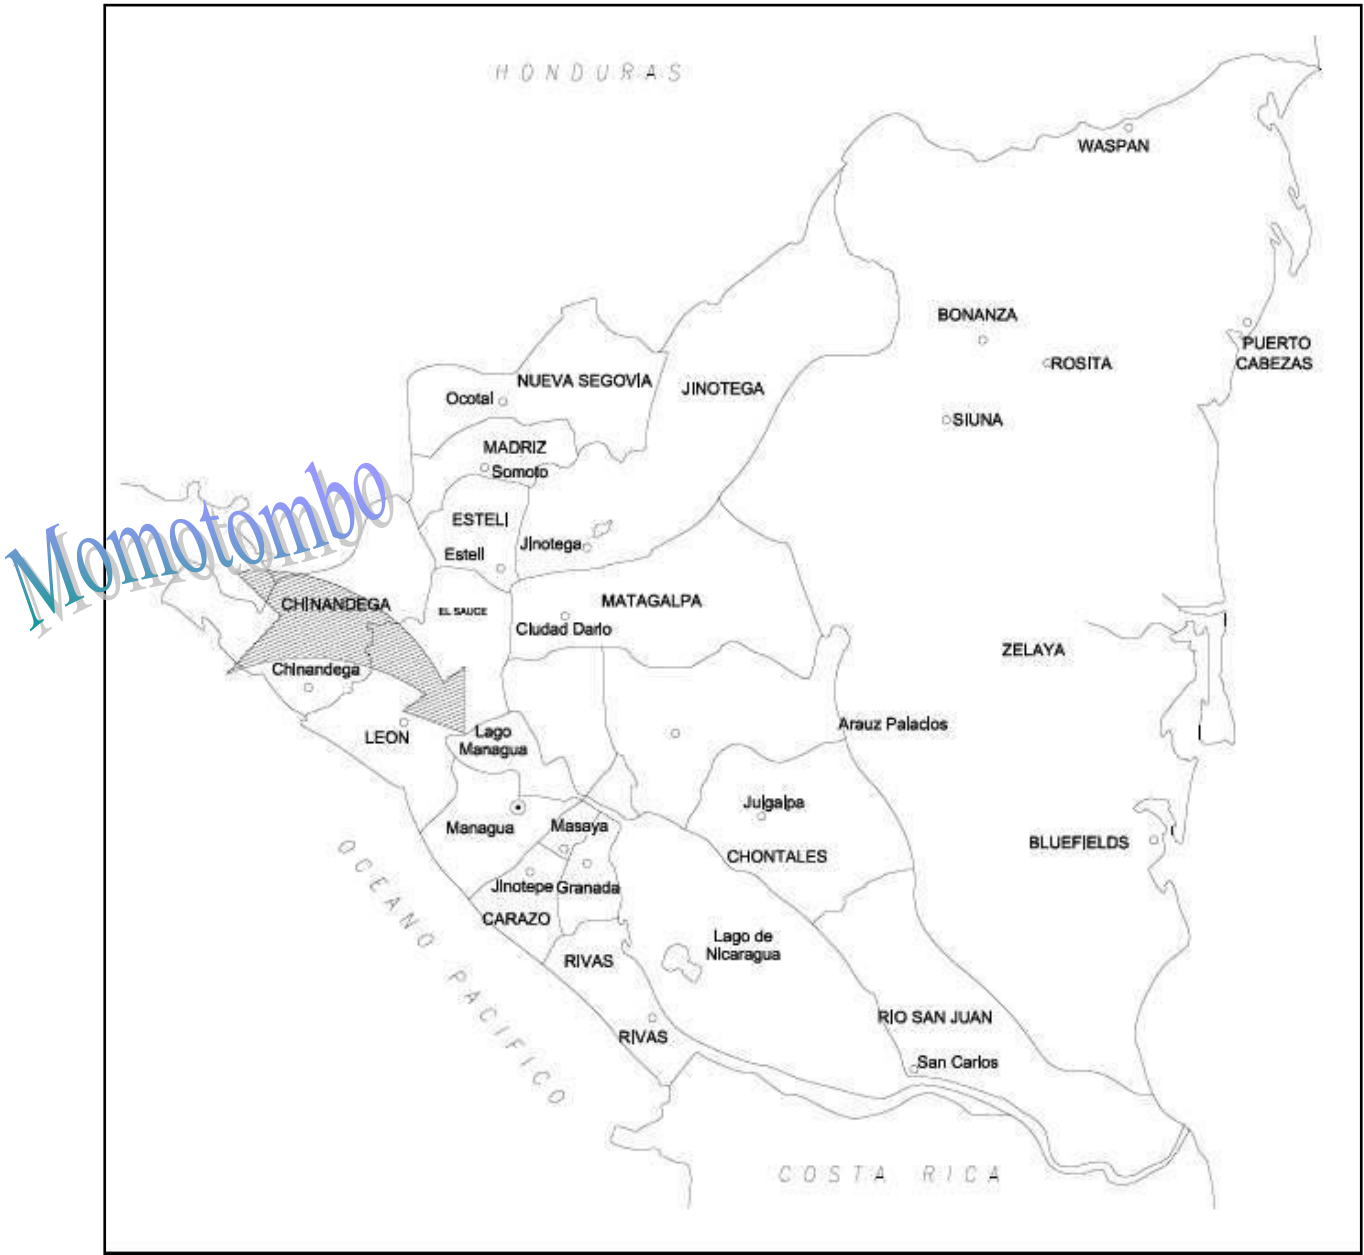 HONDURAS
WASPAN
BONANZA
PUERTO
CABEZAS
ROSITA
NUEVA SEGOVIA
JINOTEGA
Ocotal
SIUNA
MADRIZ
Somoto
Momotombo
ESTELI
Jinotega
Esteli
CHINANDEGA
EL SAUCE
MATAGALPA
Ciudad Dario
ZELAYA
Chinandega
Arauz Palacios
LEON
Lago
Managua
Juigalpa
Managua
Masaya
BLUEFIELDS
CHONTALES
Jinotepe
Granada
CARAZO
Lago de
Nicaragua
RIVAS
OCEANO PACIFICO
RIO SAN JUAN
RIVAS
San Carlos
COSTA RICA